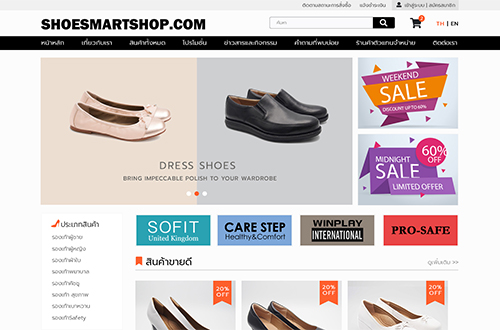 ติดตามสถานะการสั่งซื้อ แจ้งชำระเงิน เข้าสู่ระบบ | สมัครสมาชิก
SHOESMARTSHOP.COM
ค้นหา
TH | EN
หน้าหลัก เกี่ยวกับเรา สินค้าทั้งหมด โปรโมชั่น ข่าวสารและกิจกรรม คำถามที่พบบ่อย ร้านค้าตัวแทนจำหน่าย ติดต่อเรา
DRESS SHOES
BRING IMPECCABLE POLISH TO YOUR WARDROBE
WEEKEND
SALE
DISCOUNT UP TO 60%
MIDNIGHT
SALE
60%
OFF
LIMITED OFFER
ประเภทสินค้า
รองเท้าผู้ชาย
รองเท้าผู้หญิง
รองเท้าผ้าใบ
รองเท้าพยาบาล
รองเท้าคัชชู
รองเท้า สุขภาพ
รองเท้าเบาหวาน
รองเท้าSafety
SOFIT
United Kingdom
CARE STEP
Healthy&Comfort
WINPLAY
INTERNATIONAL
PRO-SAFE
สินค้าขายดี
ดูเพิ่มเติม >>
20%
OFF
20%
OFF
20%
OFF